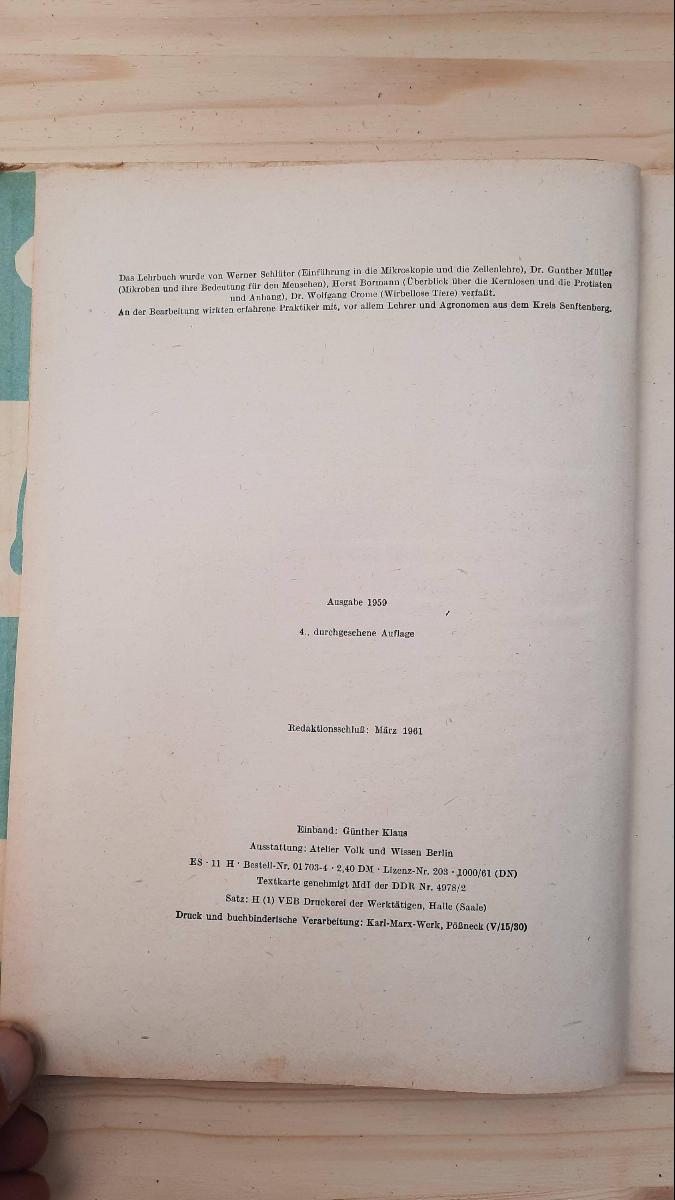 Das Lehrbuch wurde von Werner Schlüter (Einführung in die Mikroskopie und die Zellenlehre), Dr. Gunther Müller
(Mikroben und ihre Bedeutung für den Menschen), Horst Bormann (Überblick über die Kernlosen und die Protisten
und Anhang), Dr. Wolfgang Crome (Wirbellose Tiere) verfaßt.
An der Bearbeitung wirkten erfahrene Praktiker mit, vor allem Lehrer und Agronomen aus dem Kreis Senftenberg.
Ausgabe 1959
4., durchgesehene Auflage
Redaktionsschluß: März 1961
Einband: Günther Klaus
Ausstattung: Atelier Volk und Wissen Berlin
ES · 11 H · Bestell-Nr. 01 703-4 · 2,40 DM · Lizenz-Nr. 203 · 1000/61 (DN)
Textkarte genehmigt MdI der DDR Nr. 4978/2
Satz: H (1) VEB Druckerei der Werktätigen, Halle (Saale)
Druck und buchbinderische Verarbeitung: Karl-Marx-Werk, Pößneck (V/15/30)